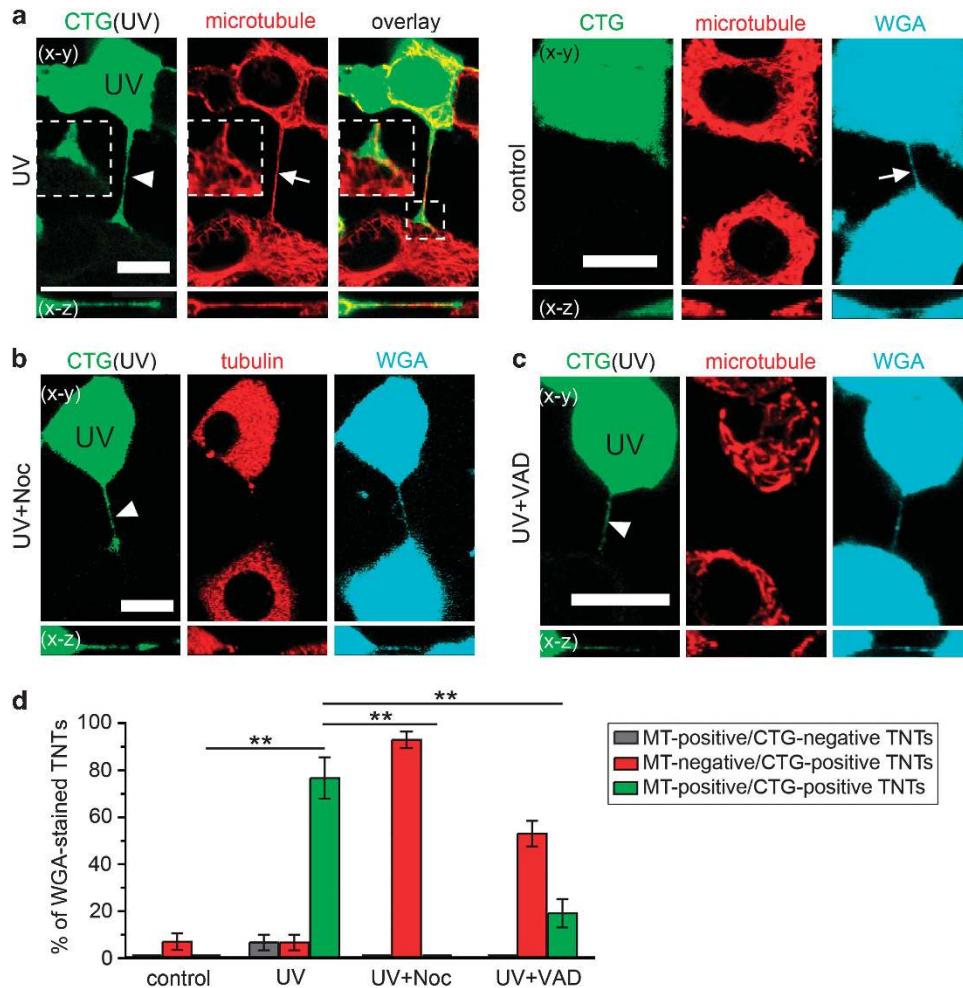 a
CTG(UV) microtubule overlay
UV
(x-y)
UV
(x-z)
CTG microtubule WGA
control
(x-y)
(x-z)
b
CTG(UV) tubulin WGA
UV+Noc
(x-y)
UV
(x-z)
c
CTG(UV) microtubule WGA
UV+VAD
(x-y)
UV
(x-z)
d
% of WGA-stained TNTs
100
80
60
40
20
0
**
**
**
control UV UV+Noc UV+VAD
MT-positive/CTG-negative TNTs
MT-negative/CTG-positive TNTs
MT-positive/CTG-positive TNTs